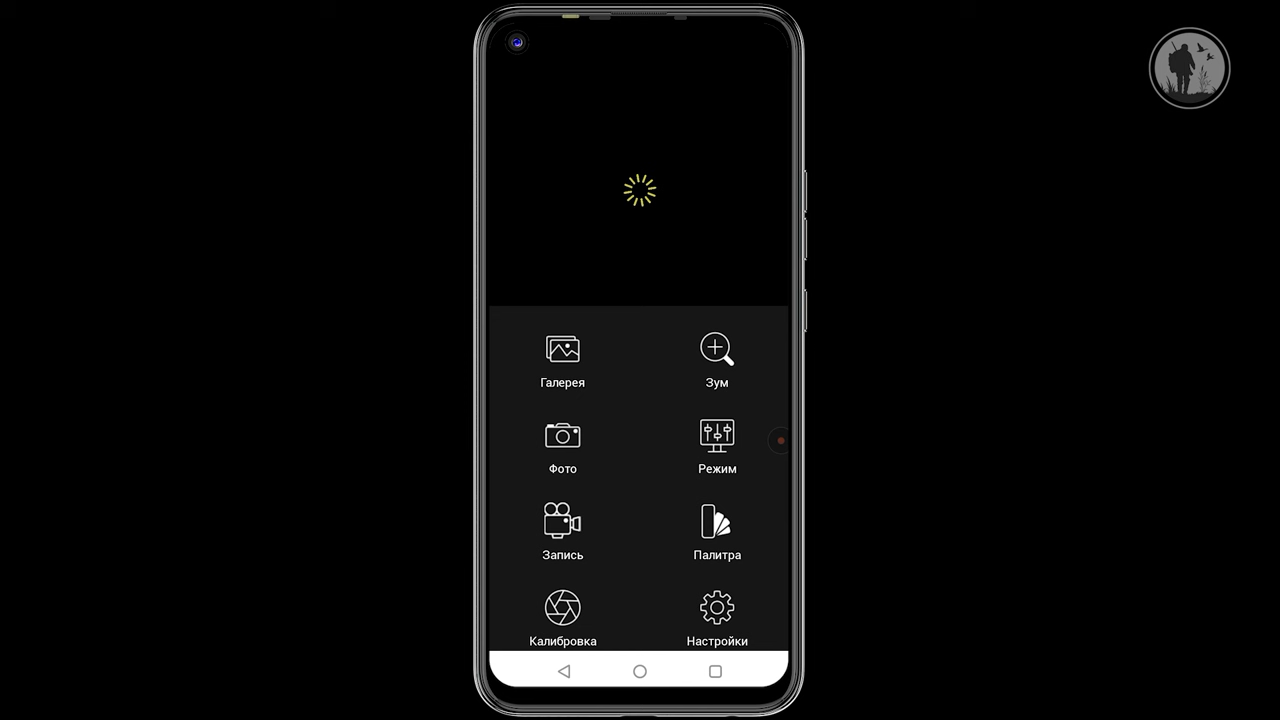 Галерея
Зум
Фото
Режим
Запись
Палитра
Калибровка
Настройки